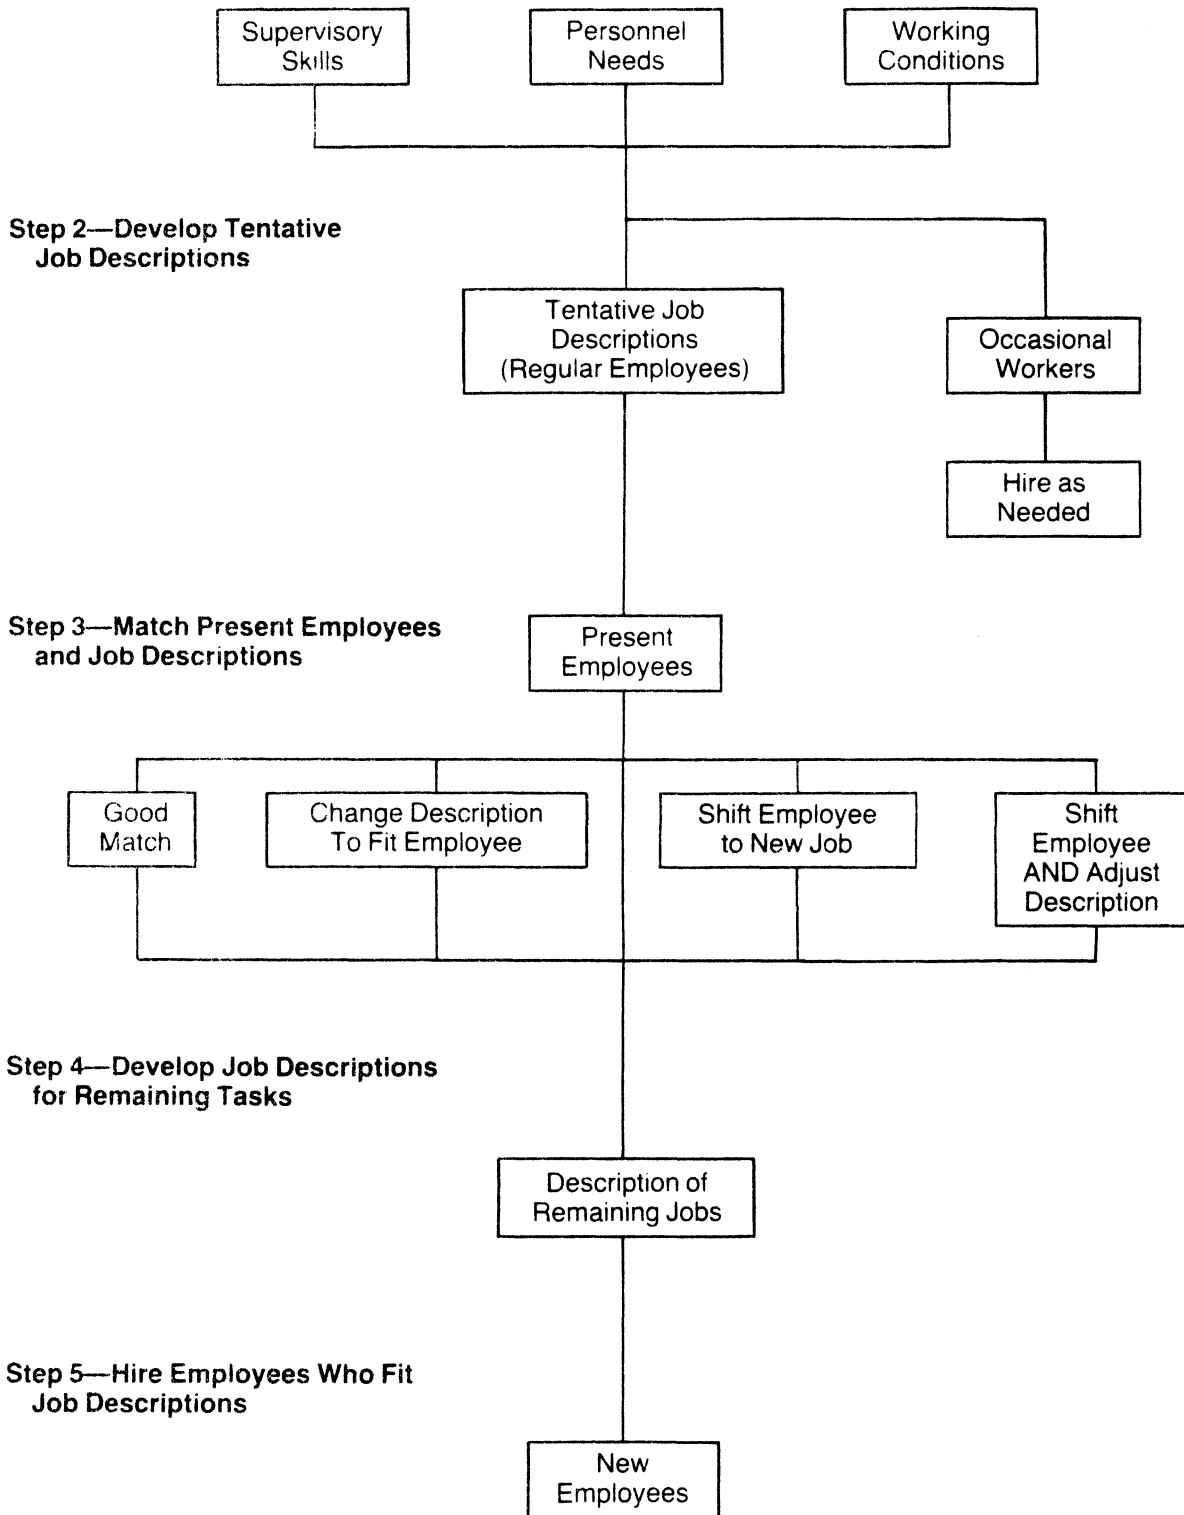 Supervisory
Skills
Personnel
Needs
Working
Conditions
Step 2—Develop Tentative
Job Descriptions
Tentative Job
Descriptions
(Regular Employees)
Occasional
Workers
Hire as
Needed
Step 3—Match Present Employees
and Job Descriptions
Present
Employees
Good
Match
Change Description
To Fit Employee
Shift Employee
to New Job
Shift
Employee
AND Adjust
Description
Step 4—Develop Job Descriptions
for Remaining Tasks
Description of
Remaining Jobs
Step 5—Hire Employees Who Fit
Job Descriptions
New
Employees